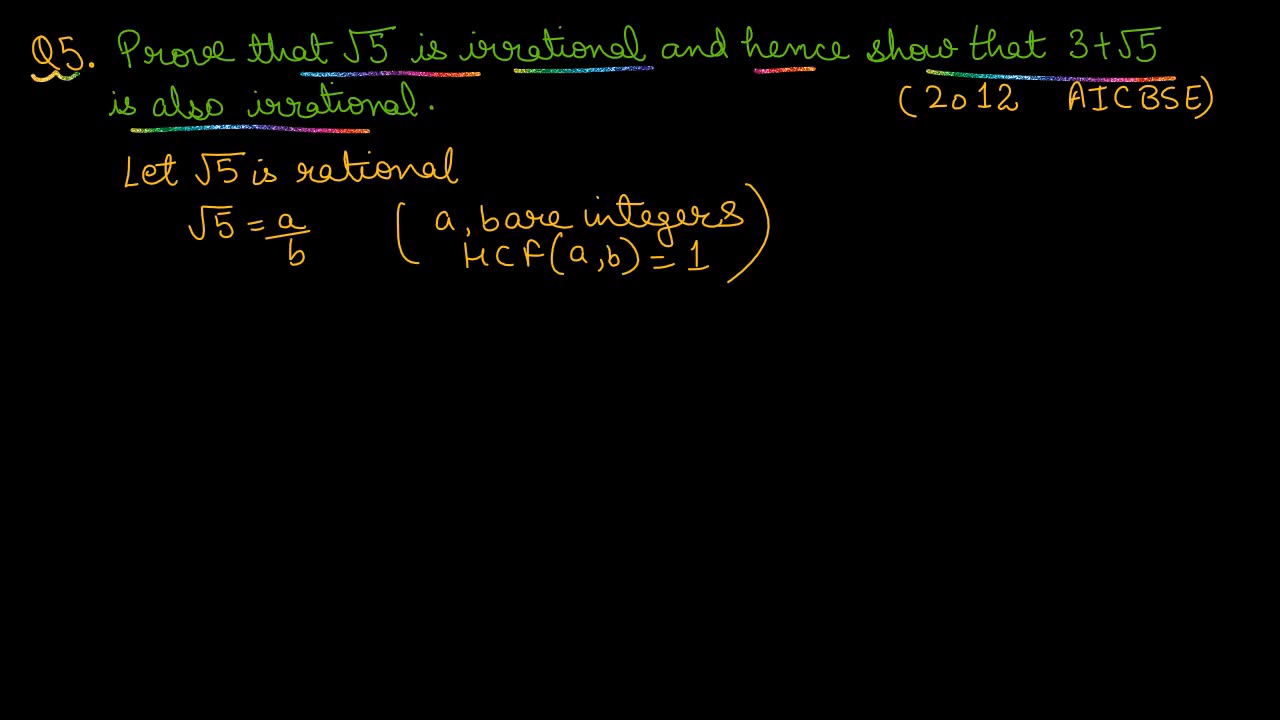 Q5. Prove that √5 is irrational and hence show that 3+√5
is also irrational.
(2012 AICBSE)
Let √5 is rational
√5 = a/b (a, b are integers
HCF(a,b) = 1)